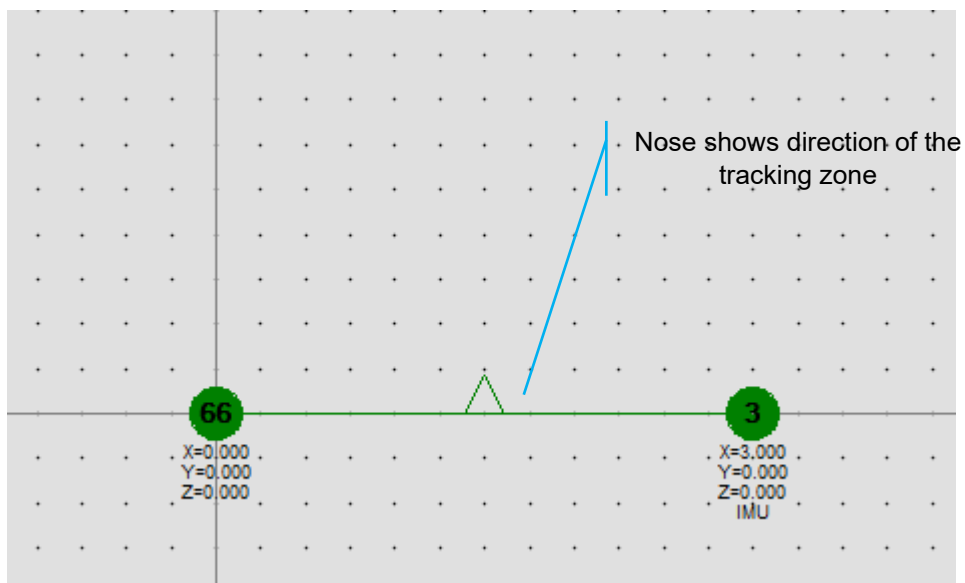 Nose shows direction of the
tracking zone
66
3
X=0.000
Y=0.000
Z=0.000
X=3.000
Y=0.000
Z=0.000
IMU